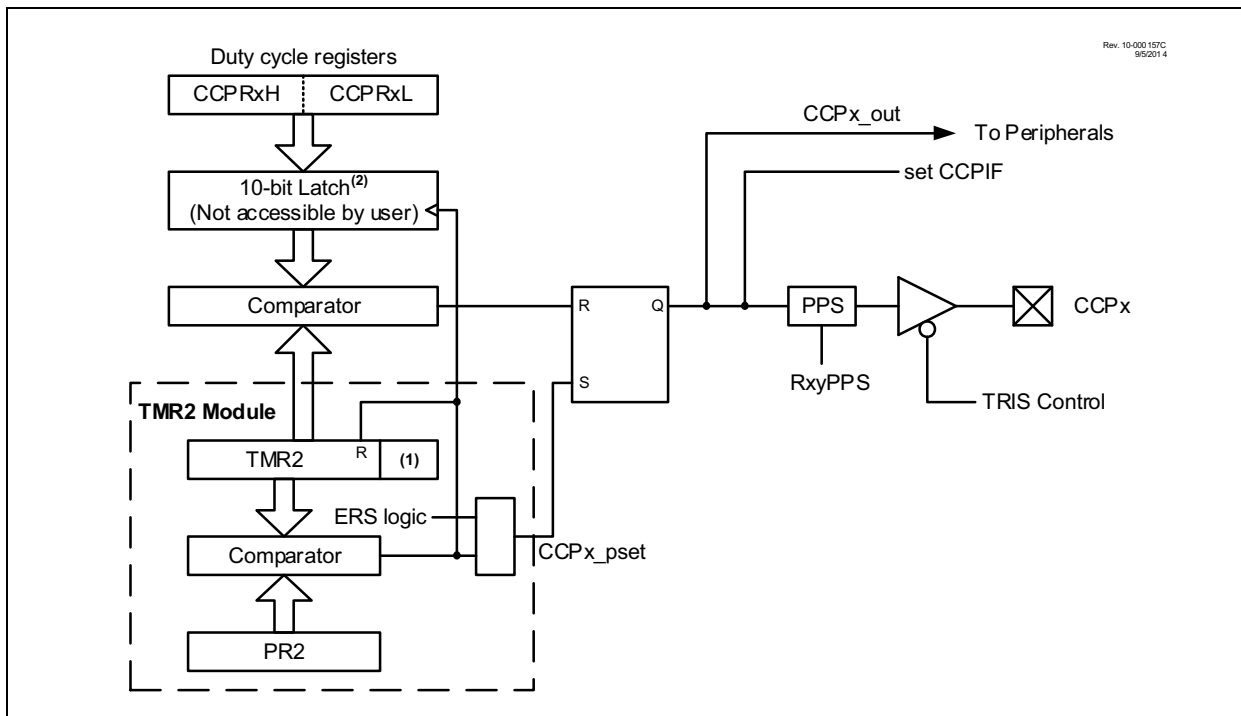 Rev. 10-000 157C
9/5/201 4
Duty cycle registers
CCPRxH
CCPRxL
CCPx_out
To Peripherals
set CCPIF
10-bit Latch(2)
(Not accessible by user)
Comparator
R
Q
S
PPS
CCPx
RxyPPS
TRIS Control
TMR2 Module
TMR2
R
(1)
ERS logic
CCPx_pset
Comparator
PR2